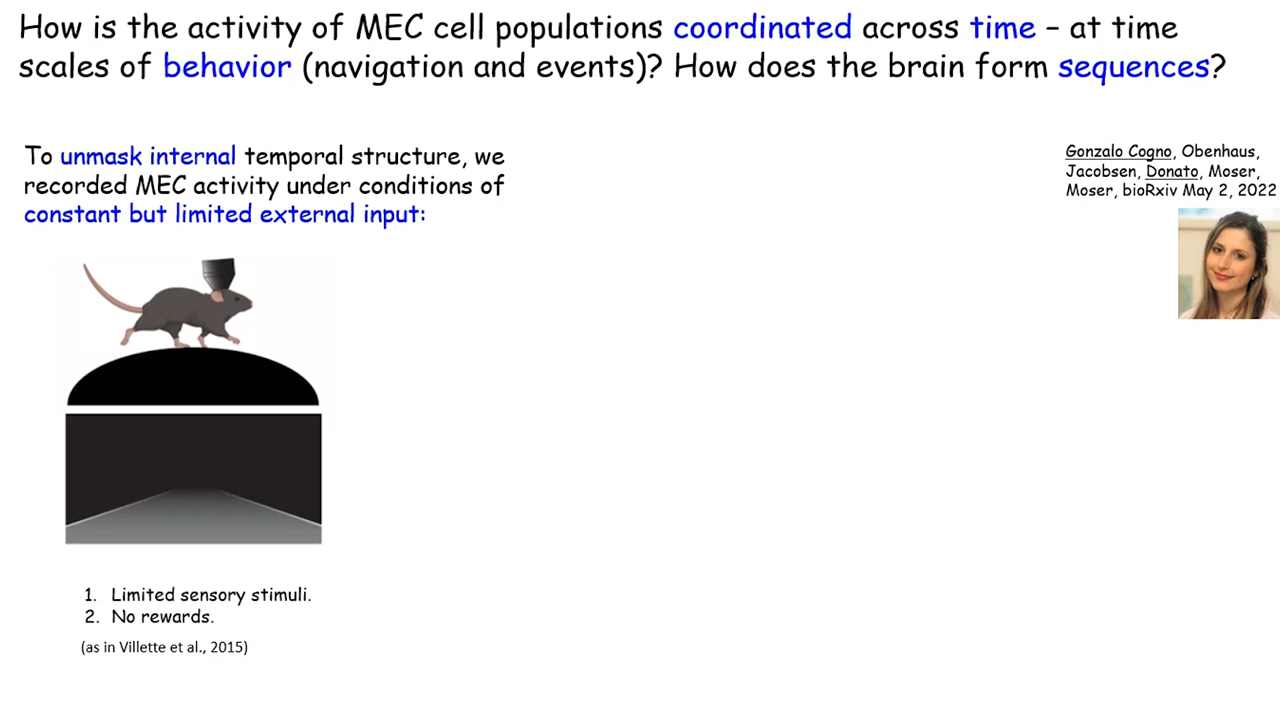 How is the activity of MEC cell populations coordinated across time – at time
scales of behavior (navigation and events)? How does the brain form sequences?
To unmask internal temporal structure, we
recorded MEC activity under conditions of
constant but limited external input:
Gonzalo Cogno, Obenhaus,
Jacobsen, Donato, Moser,
Moser, bioRxiv May 2, 2022
1. Limited sensory stimuli.
2. No rewards.
(as in Villette et al., 2015)